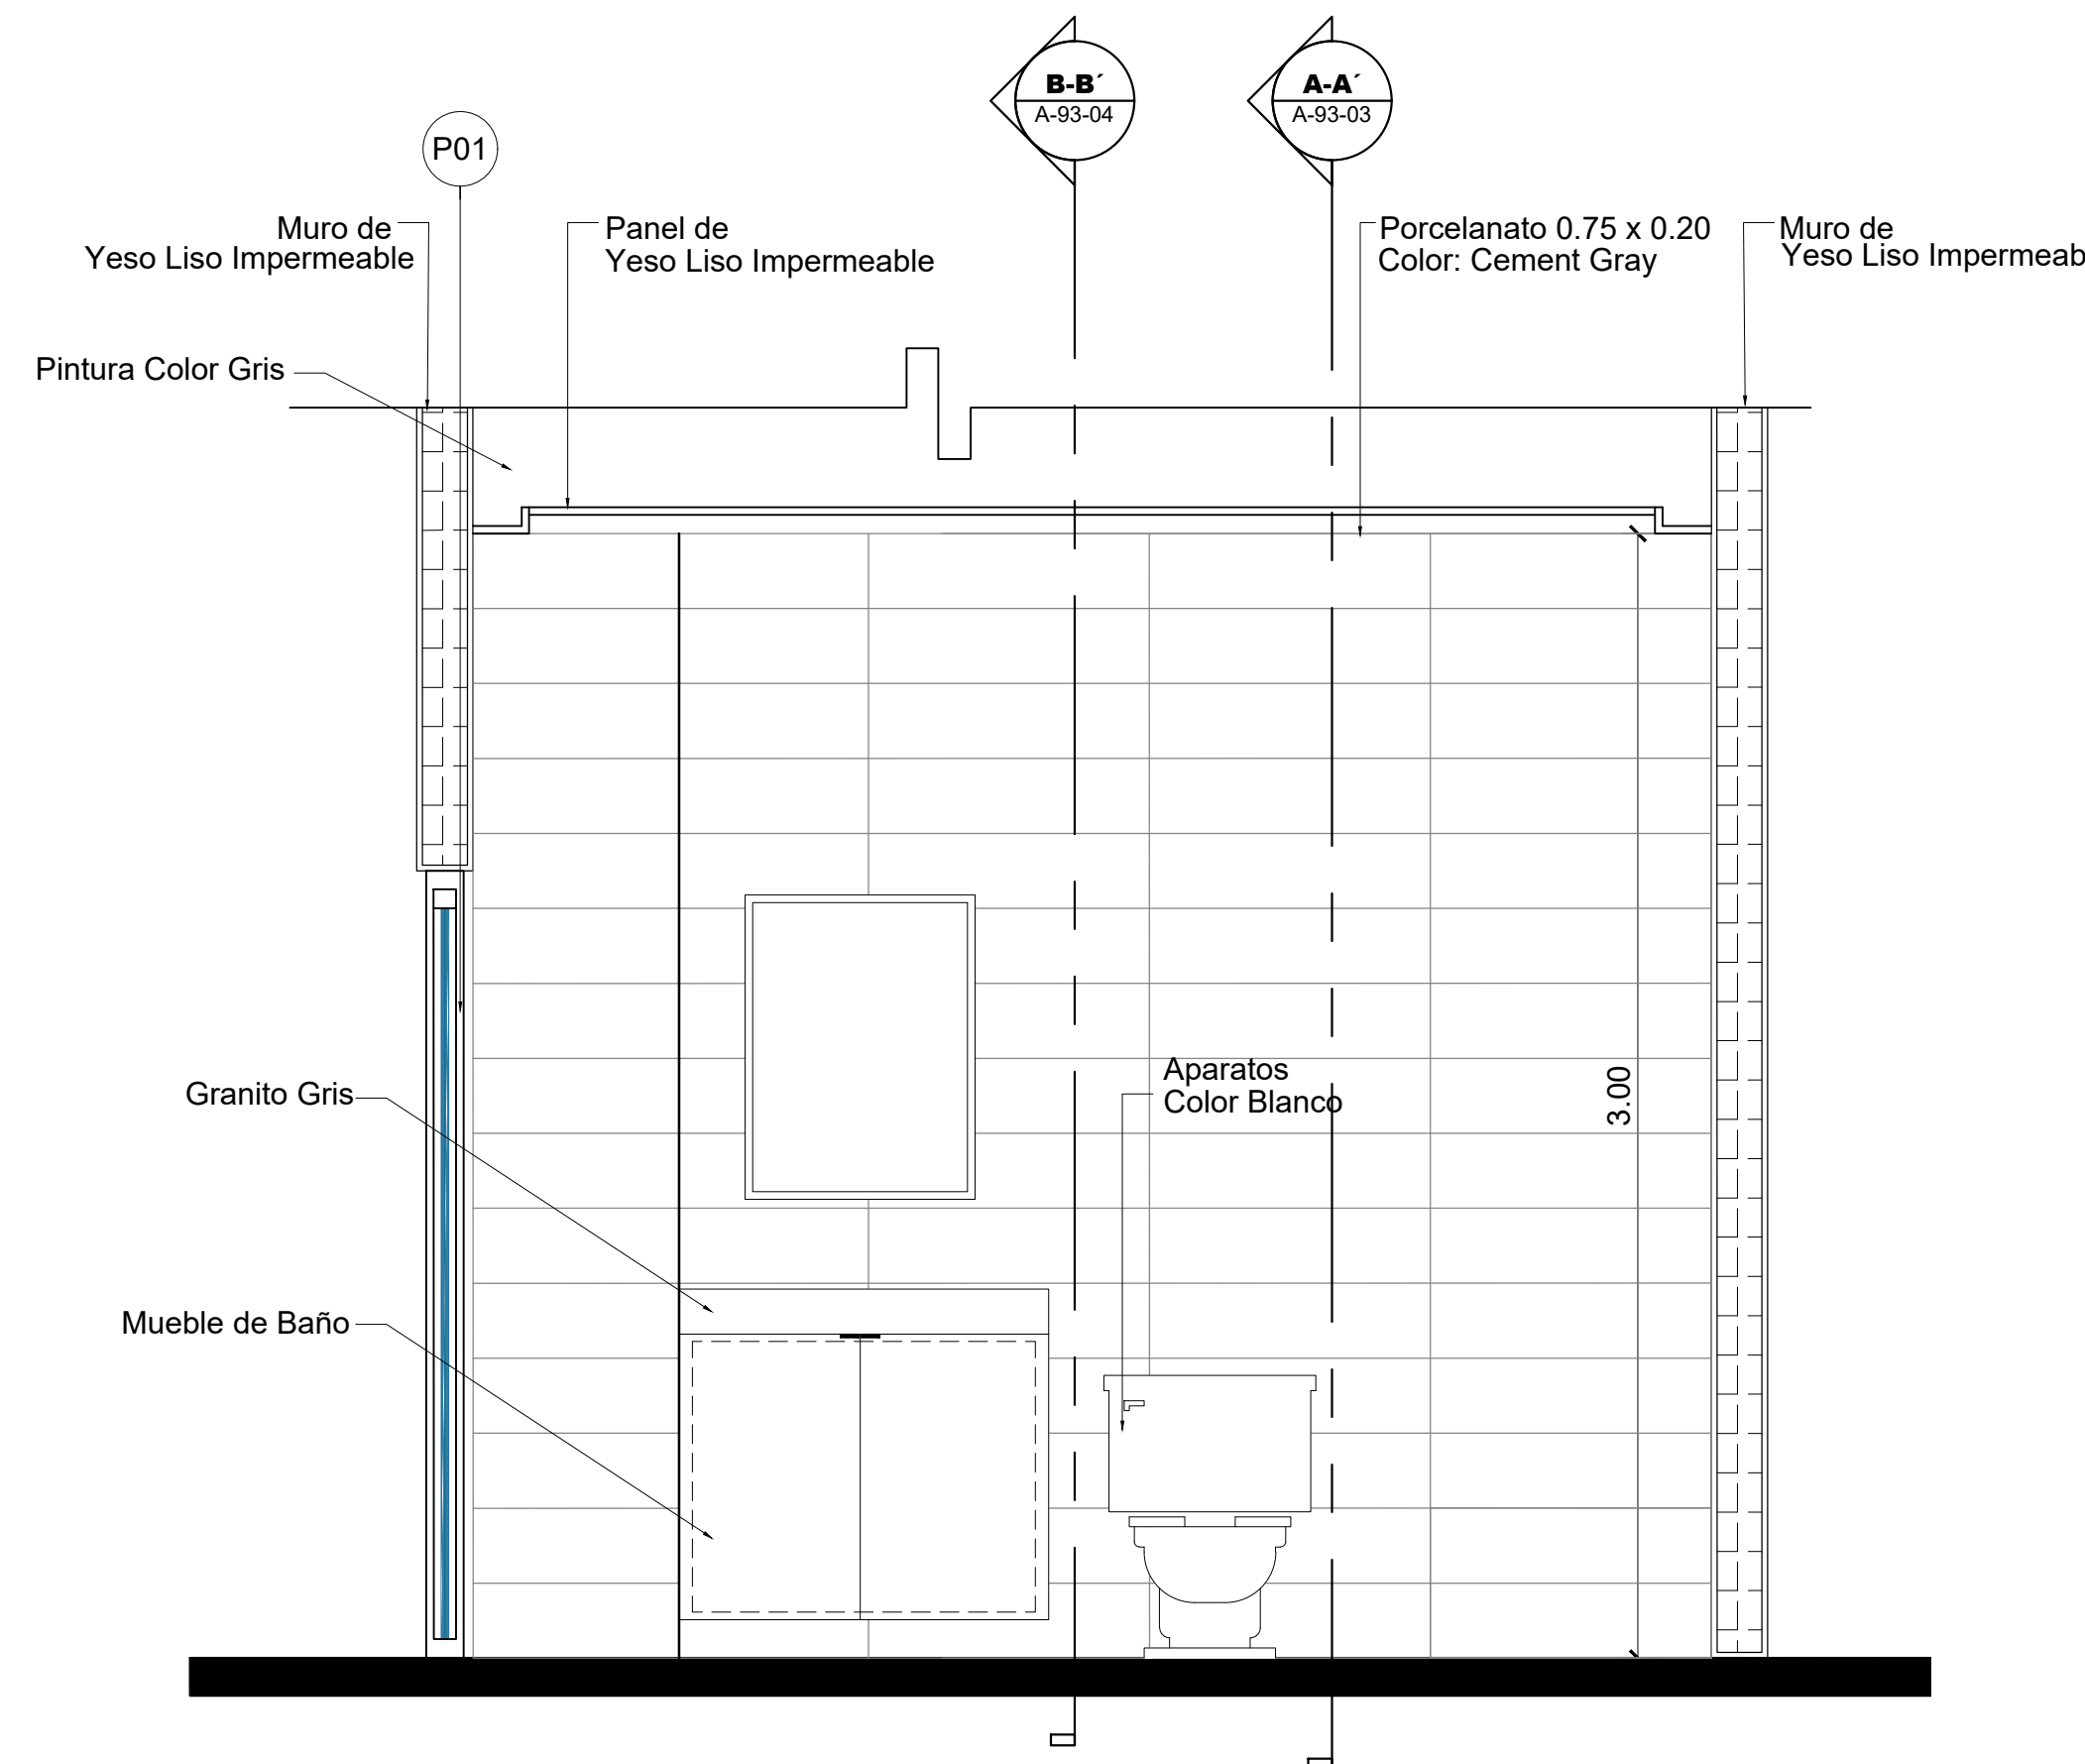 B-B´
A-93-04
A-A´
A-93-03
P01
Muro de
Yeso Liso Impermeable
Panel de
Yeso Liso Impermeable
Porcelanato 0.75 x 0.20
Color: Cement Gray
Muro de
Yeso Liso Impermeab
Pintura Color Gris
Granito Gris
Aparatos
Color Blanco
3.00
Mueble de Baño